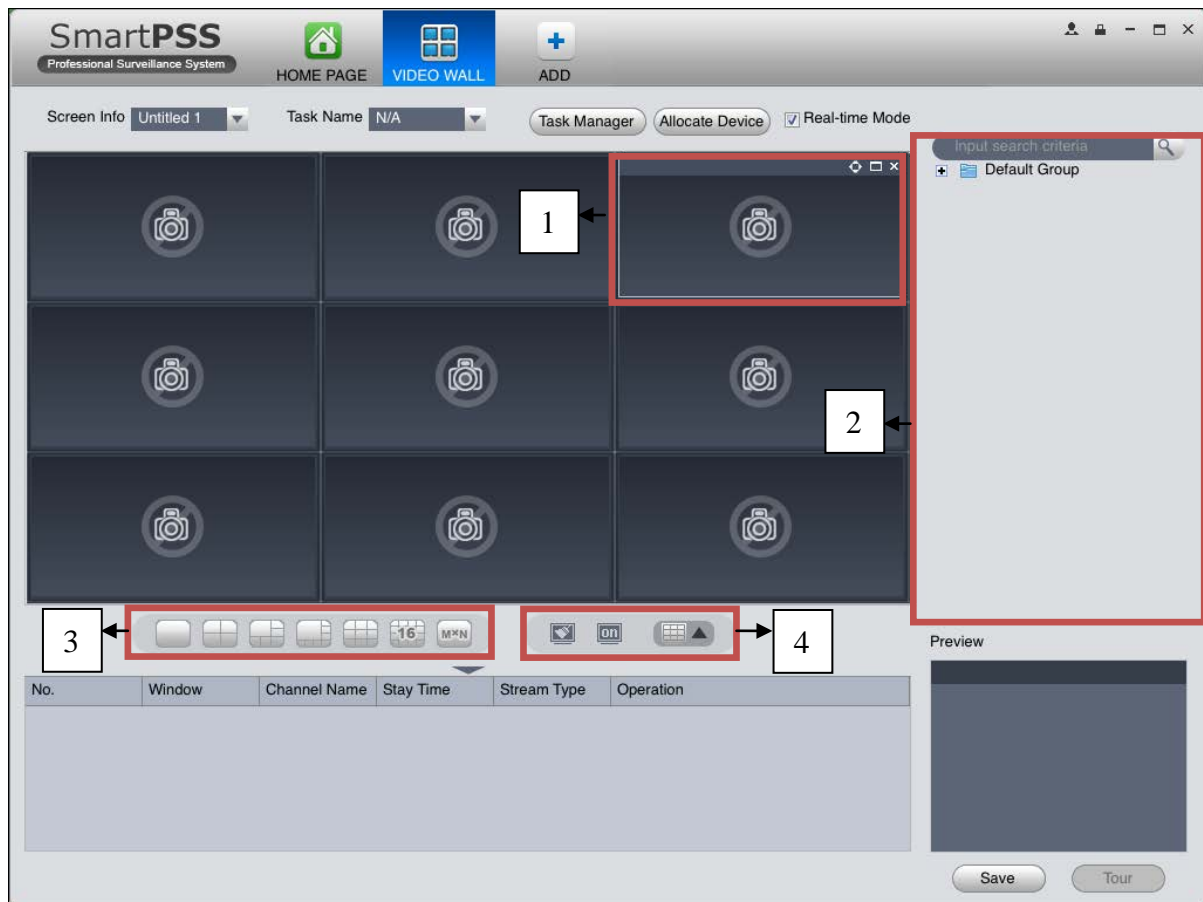 SmartPSS
Professional Surveillance System
HOME PAGE
VIDEO WALL
ADD
Screen Info Untitled 1
Task Name N/A
Task Manager
Allocate Device
Real-time Mode
Input search criteria
Default Group
1
2
3
16
M×N
on
4
Preview
No. Window Channel Name Stay Time Stream Type Operation
Save
Tour